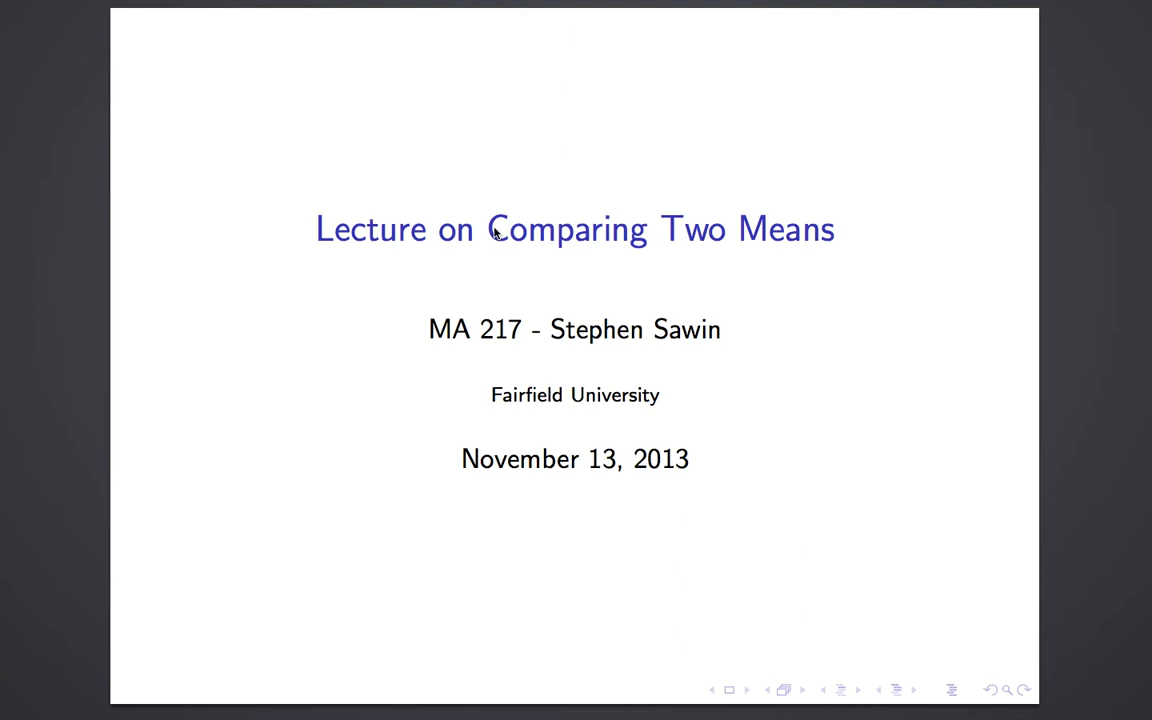 Lecture on Comparing Two Means
MA 217 - Stephen Sawin
Fairfield University
November 13, 2013